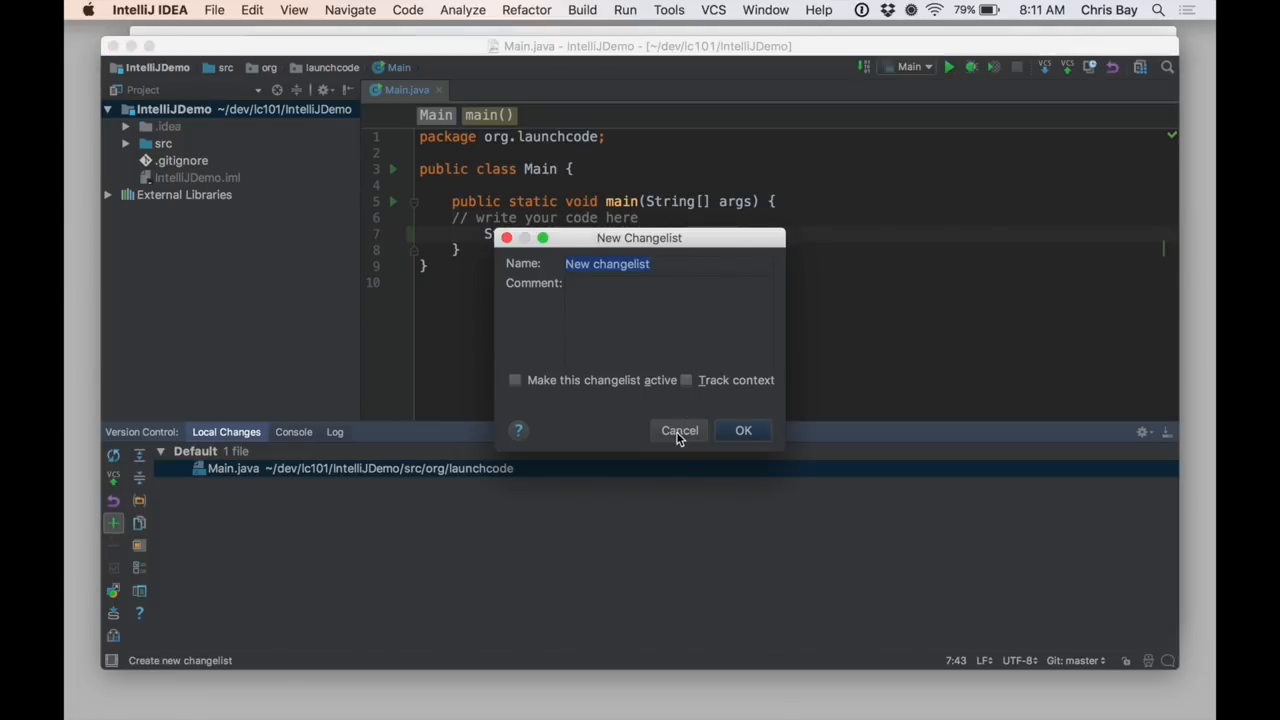 IntelliJ IDEA File Edit View Navigate Code Analyze Refactor Build Run Tools VCS Window Help 79% 8:11 AM Chris Bay
Main.java - IntelliJDemo - [~/dev/lc101/IntelliJDemo]
IntelliJDemo src org launchcode Main Main
Project Main.java
IntelliJDemo ~/dev/lc101/IntelliJDemo
.idea
src
.gitignore
IntelliJDemo.iml
External Libraries
Main main()
1 package org.launchcode;
2
3 public class Main {
4
5 public static void main(String[] args) {
6 // write your code here
7 S
8 }
9 }
10
New Changelist
Name: New changelist
Comment:
Make this changelist active Track context
? Cancel OK
Version Control: Local Changes Console Log
Default 1 file
Main.java ~/dev/lc101/IntelliJDemo/src/org/launchcode
VCS
VCS
VCS
?
Create new changelist 7:43 LF UTF-8 Git: master